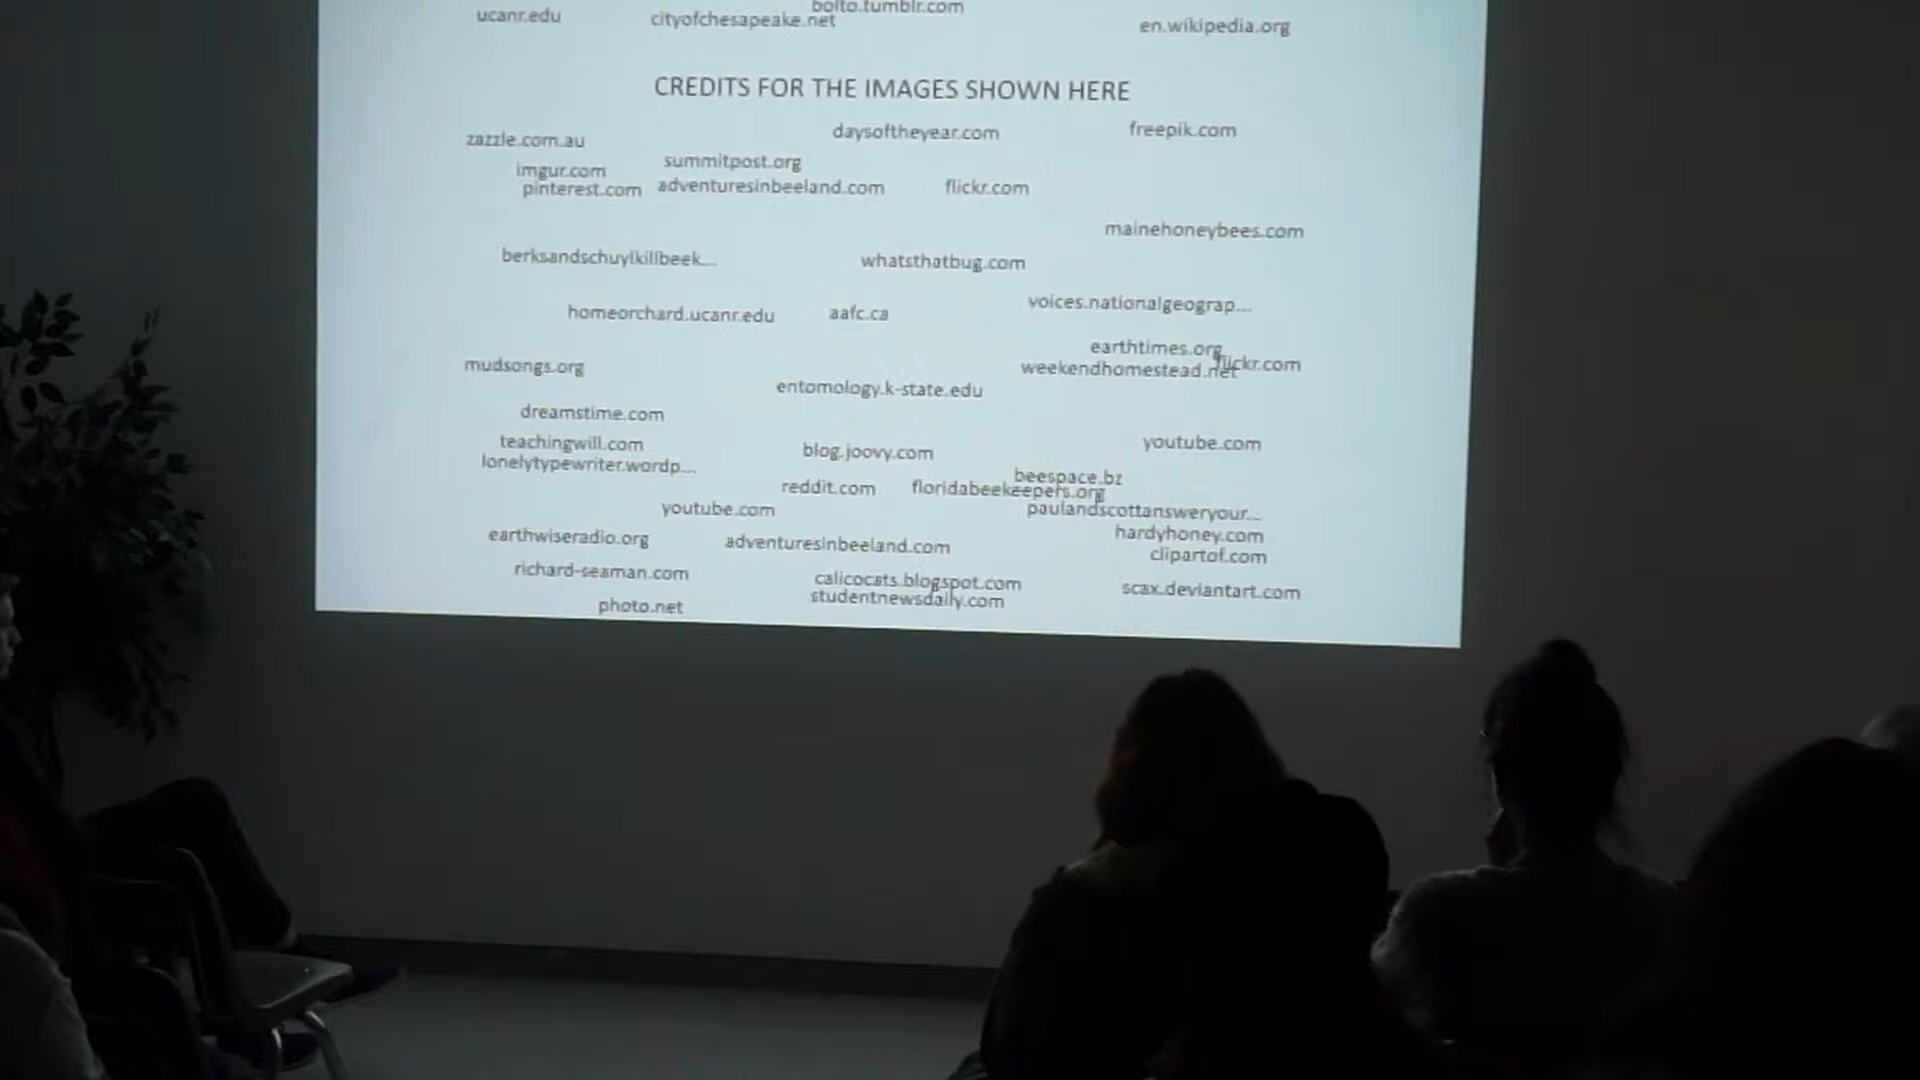 bolto.tumblr.com
ucanr.edu cityofchesapeake.net en.wikipedia.org
CREDITS FOR THE IMAGES SHOWN HERE
zazzle.com.au daysoftheyear.com freepik.com
imgur.com summitpost.org
pinterest.com adventuresinbeeland.com flickr.com
mainehoneybees.com
berksandschuylkillbeek... whatsthatbug.com
homeorchard.ucanr.edu aafc.ca voices.nationalgeograp...
earthtimes.org
mudsongs.org weekendhomestead.net flickr.com
entomology.k-state.edu
dreamstime.com
teachingwill.com blog.joovy.com youtube.com
lonelytypewriter.wordp... beespace.bz
reddit.com floridabeekeepers.org
youtube.com paulandscottansweryour...
earthwiseradio.org adventuresinbeeland.com hardyhoney.com
clipartof.com
richard-seaman.com calicocats.blogspot.com scax.deviantart.com
photo.net studentnewsdaily.com